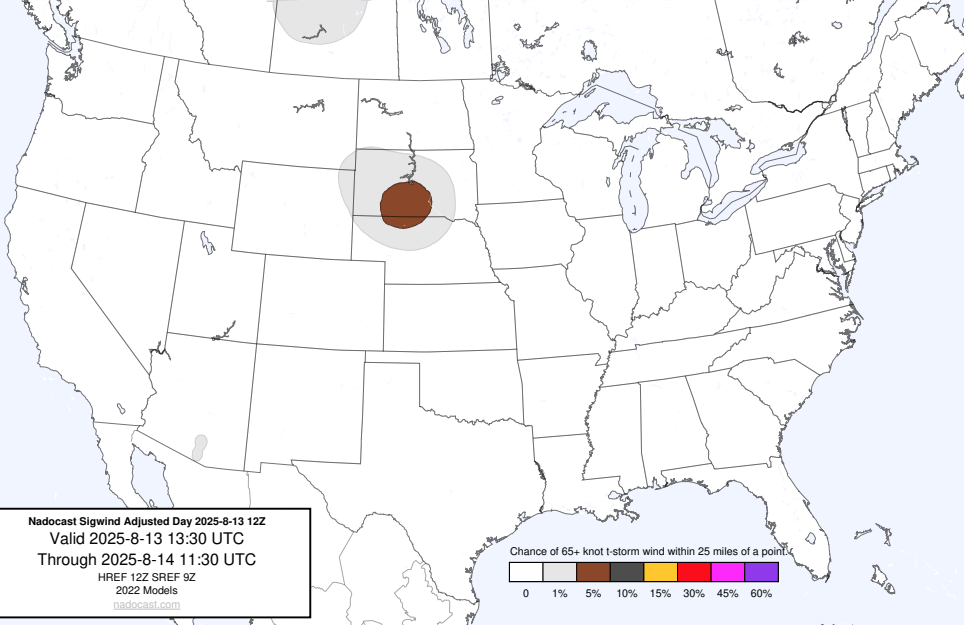 Nadocast Sigwind Adjusted Day 2025-8-13 12Z
Valid 2025-8-13 13:30 UTC
Through 2025-8-14 11:30 UTC
HREF 12Z SREF 9Z
2022 Models
nadocast.com
Chance of 65+ knot t-storm wind within 25 miles of a point.
0 1% 5% 10% 15% 30% 45% 60%